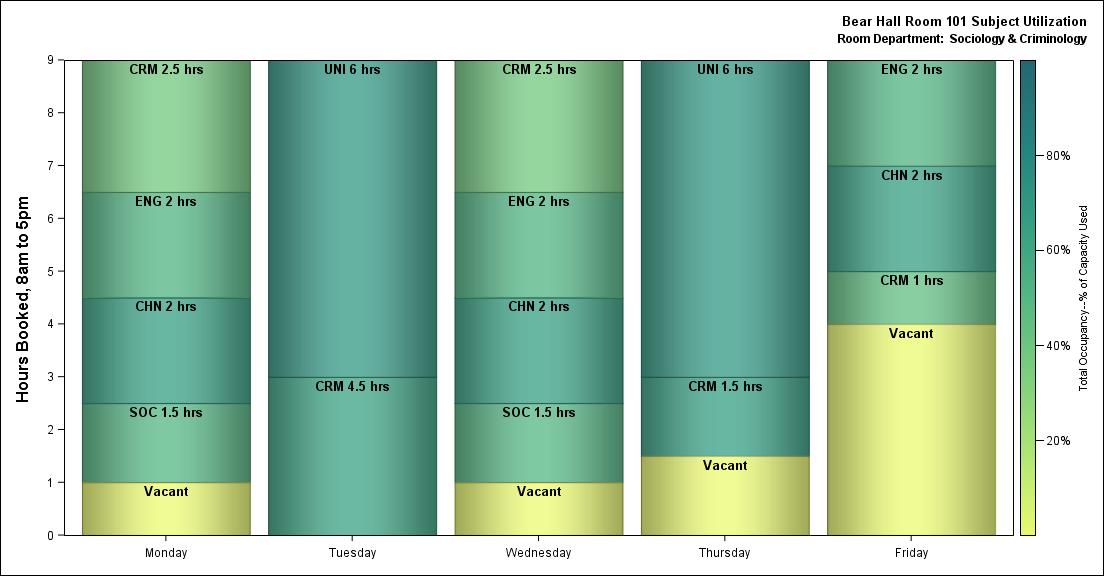 Bear Hall Room 101 Subject Utilization
Room Department: Sociology & Criminology
Hours Booked, 8am to 5pm
9
8
7
6
5
4
3
2
1
0
CRM 2.5 hrs
ENG 2 hrs
CHN 2 hrs
SOC 1.5 hrs
Vacant
UNI 6 hrs
CRM 4.5 hrs
CRM 2.5 hrs
ENG 2 hrs
CHN 2 hrs
SOC 1.5 hrs
Vacant
UNI 6 hrs
CRM 1.5 hrs
Vacant
ENG 2 hrs
CHN 2 hrs
CRM 1 hrs
Vacant
Monday
Tuesday
Wednesday
Thursday
Friday
80%
60%
40%
20%
Total Occupancy--% of Capacity Used